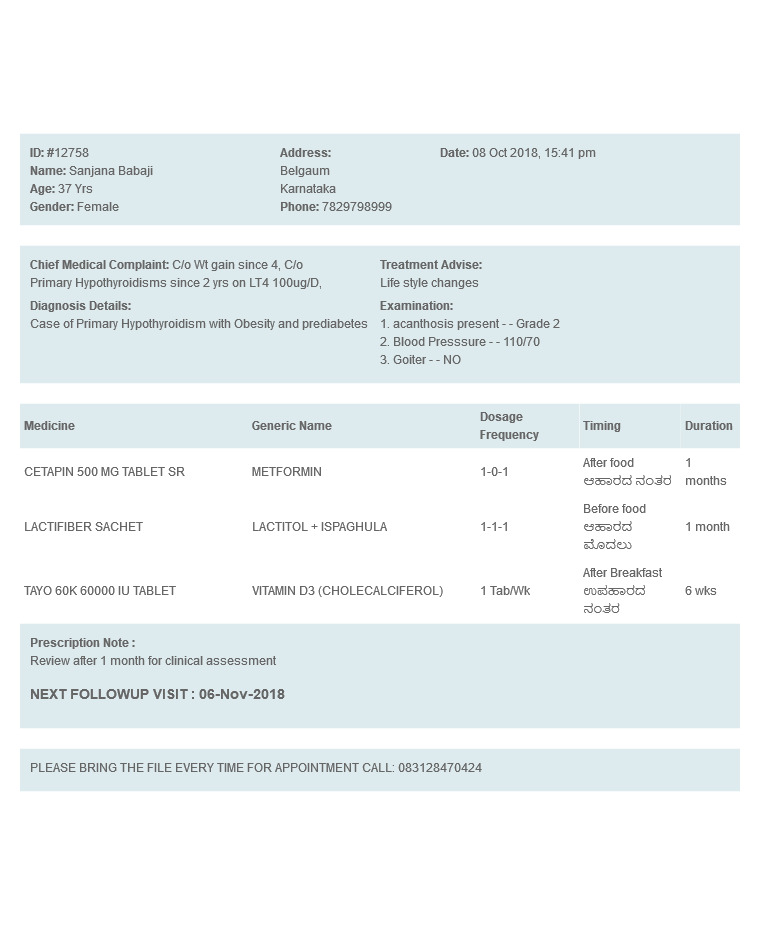 ID: #12758
Name: Sanjana Babaji
Age: 37 Yrs
Gender: Female
Address:
Belgaum
Karnataka
Phone: 7829798999
Date: 08 Oct 2018, 15:41 pm
Chief Medical Complaint: C/o Wt gain since 4, C/o
Primary Hypothyroidisms since 2 yrs on LT4 100ug/D,
Diagnosis Details:
Case of Primary Hypothyroidism with Obesity and prediabetes
Treatment Advise:
Life style changes
Examination:
1. acanthosis present - - Grade 2
2. Blood Presssure - - 110/70
3. Goiter - - NO
Medicine Generic Name Dosage Frequency Timing Duration
CETAPIN 500 MG TABLET SR METFORMIN 1-0-1 After food ಆಹಾರದ ನಂತರ 1 months
LACTIFIBER SACHET LACTITOL + ISPAGHULA 1-1-1 Before food ಆಹಾರದ ಮೊದಲು 1 month
TAYO 60K 60000 IU TABLET VITAMIN D3 (CHOLECALCIFEROL) 1 Tab/Wk After Breakfast ಉಪಹಾರದ ನಂತರ 6 wks
Prescription Note :
Review after 1 month for clinical assessment
NEXT FOLLOWUP VISIT : 06-Nov-2018
PLEASE BRING THE FILE EVERY TIME FOR APPOINTMENT CALL: 083128470424